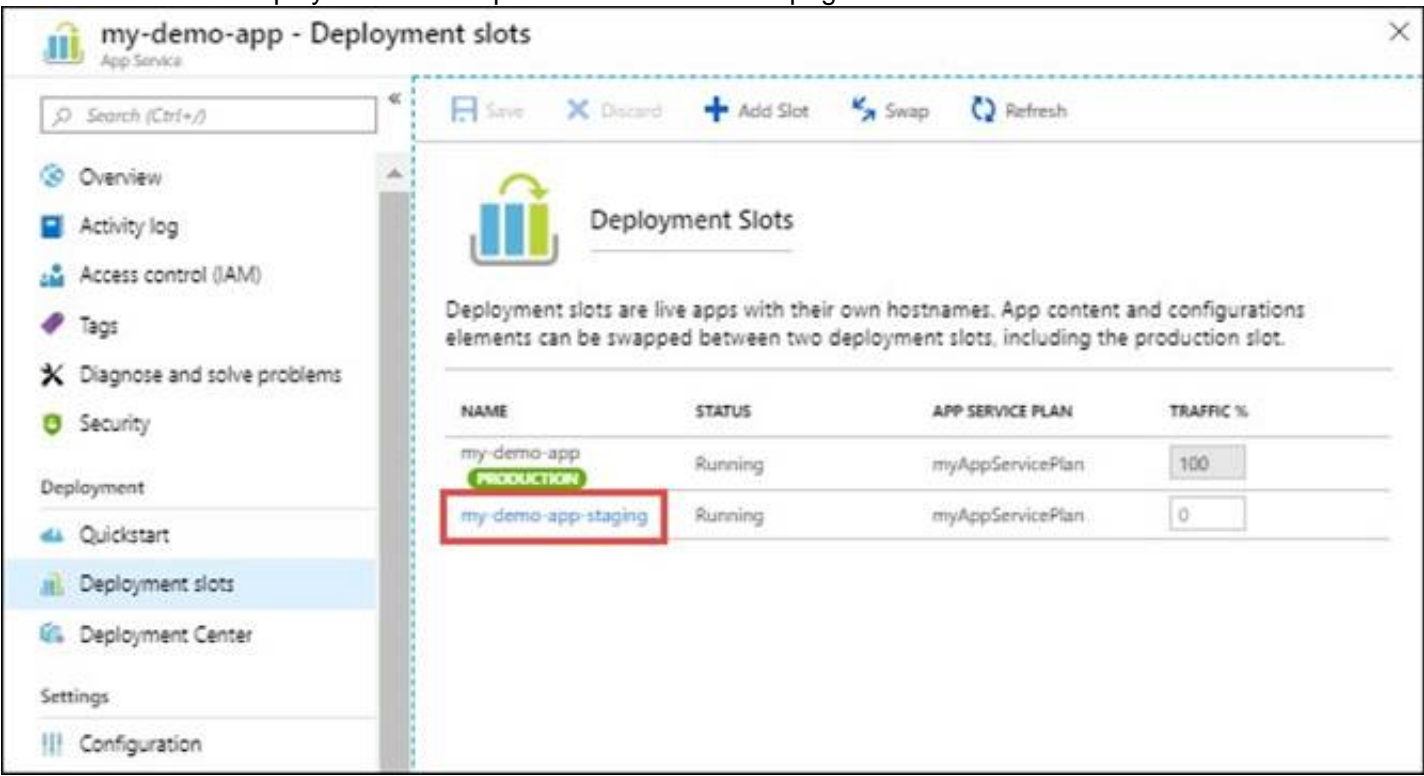 my-demo-app - Deployment slots
App Service
Search (Ctrl+/)
«
Save Discard Add Slot Swap Refresh
Overview
Activity log
Access control (IAM)
Tags
Diagnose and solve problems
Security
Deployment
Quickstart
Deployment slots
Deployment Center
Settings
Configuration
Deployment Slots
Deployment slots are live apps with their own hostnames. App content and configurations
elements can be swapped between two deployment slots, including the production slot.
NAME STATUS APP SERVICE PLAN TRAFFIC %
my-demo-app Running myAppServicePlan 100
PRODUCTION
my-demo-app-staging Running myAppServicePlan 0